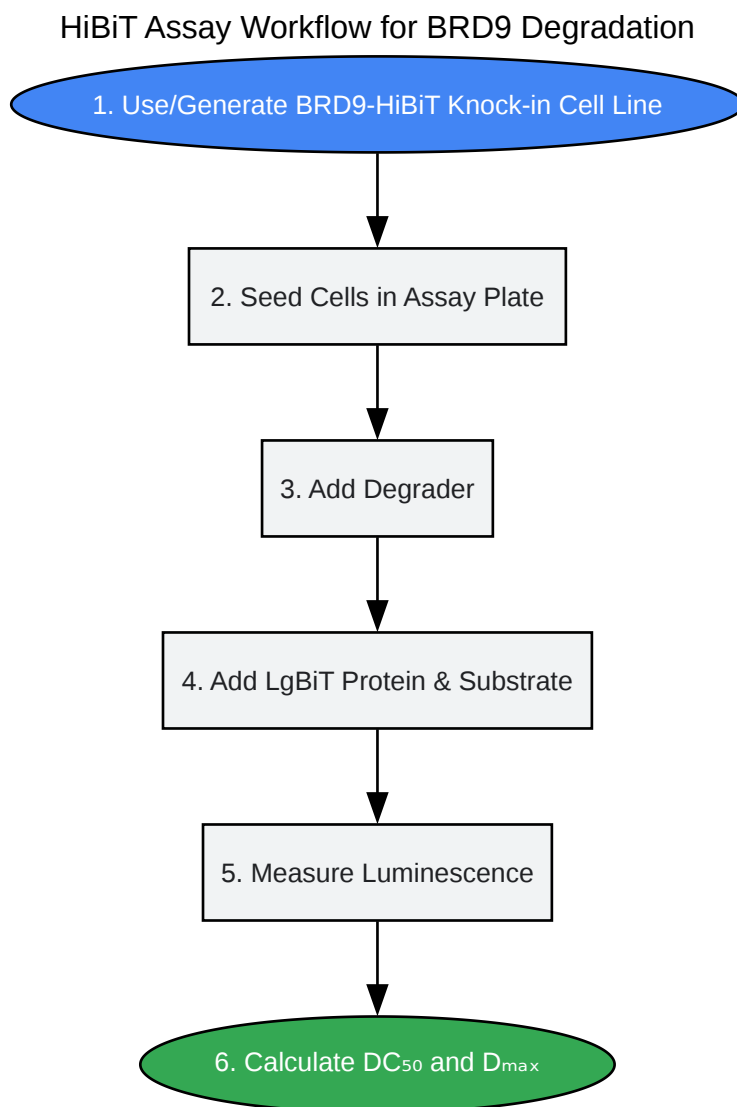 HiBiT Assay Workflow for BRD9 Degradation
1. Use/Generate BRD9-HiBiT Knock-in Cell Line
2. Seed Cells in Assay Plate
3. Add Degrader
4. Add LgBiT Protein & Substrate
5. Measure Luminescence
6. Calculate DC₅₀ and Dₘₐₓ